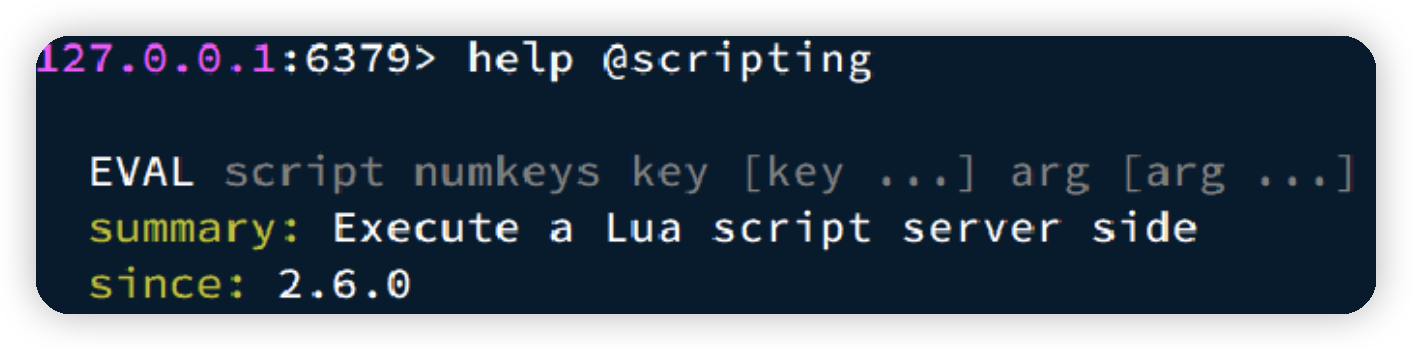 127.0.0.1:6379> help @scripting
EVAL script numkeys key [key ...] arg [arg ...]
summary: Execute a Lua script server side
since: 2.6.0